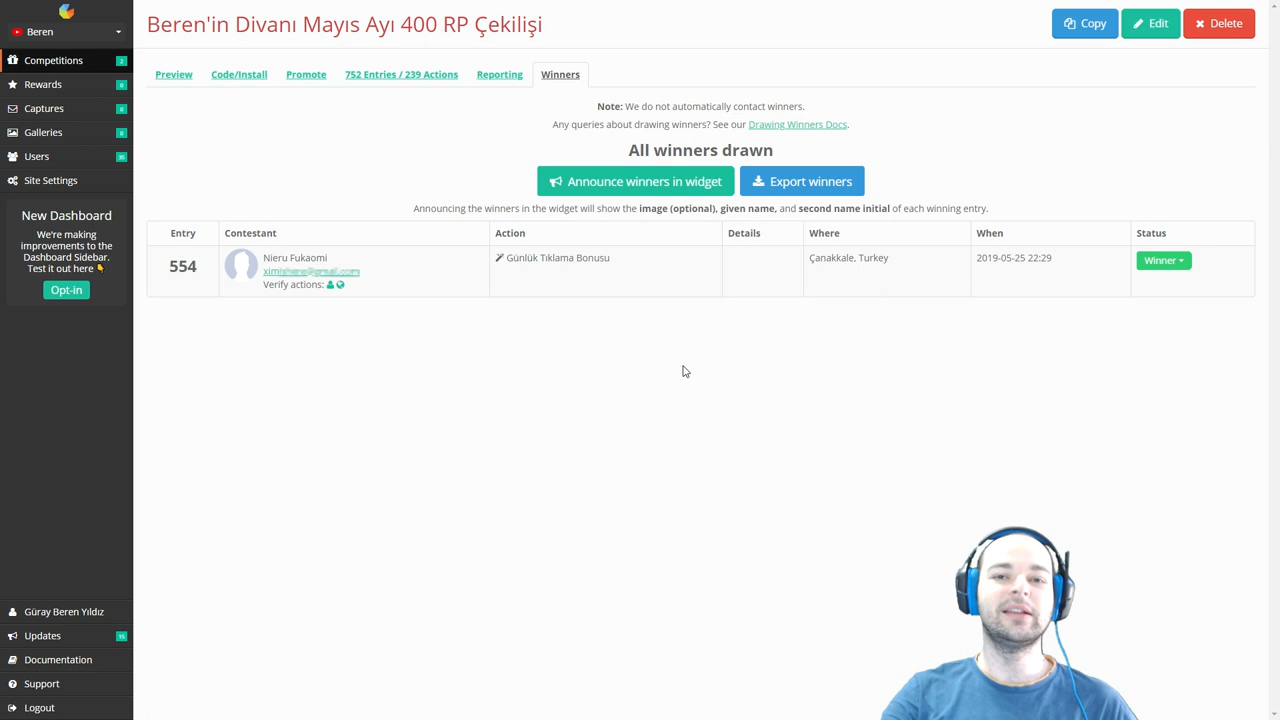 Beren
Competitions 2
Rewards 0
Captures 0
Galleries 0
Users 35
Site Settings
New Dashboard
We're making
improvements to the
Dashboard Sidebar.
Test it out here 👇
Opt-in
Güray Beren Yıldız
Updates 15
Documentation
Support
Logout
Beren'in Divanı Mayıs Ayı 400 RP Çekilişi
Copy Edit Delete
Preview Code/Install Promote 752 Entries / 239 Actions Reporting Winners
Note: We do not automatically contact winners.
Any queries about drawing winners? See our Drawing Winners Docs.
All winners drawn
Announce winners in widget Export winners
Announcing the winners in the widget will show the image (optional), given name, and second name initial of each winning entry.
Entry Contestant Action Details Where When Status
554 Nieru Fukaomi Günlük Tıklama Bonusu Çanakkale, Turkey 2019-05-25 22:29 Winner
Verify actions: